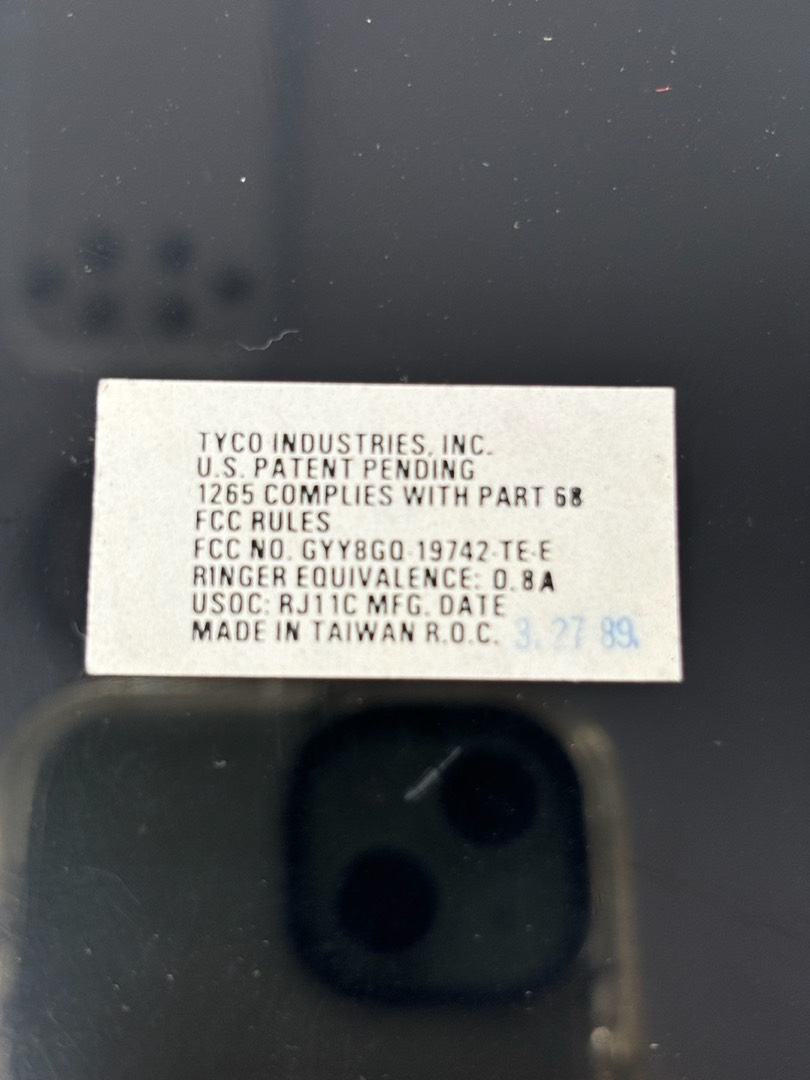 TYCO INDUSTRIES, INC.
U.S. PATENT PENDING
1265 COMPLIES WITH PART 68
FCC RULES
FCC NO. GYY8GQ-19742-TE-E
RINGER EQUIVALENCE: 0.8A
USOC: RJ11C MFG. DATE
MADE IN TAIWAN R.O.C. 3. 27 89.